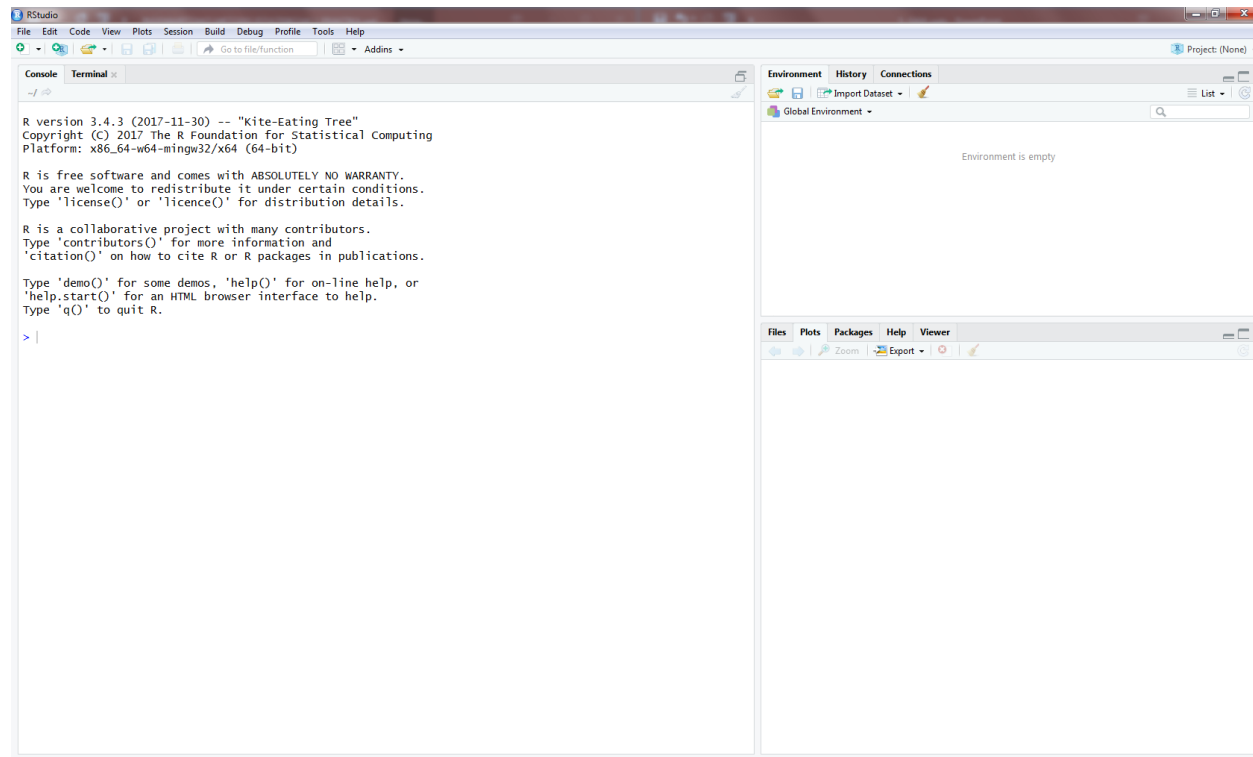 RStudio
File Edit Code View Plots Session Build Debug Profile Tools Help
Go to file/function Addins Project: (None)
Console Terminal
~/
R version 3.4.3 (2017-11-30) -- "Kite-Eating Tree"
Copyright (C) 2017 The R Foundation for Statistical Computing
Platform: x86_64-w64-mingw32/x64 (64-bit)
R is free software and comes with ABSOLUTELY NO WARRANTY.
You are welcome to redistribute it under certain conditions.
Type 'license()' or 'licence()' for distribution details.
R is a collaborative project with many contributors.
Type 'contributors()' for more information and
'citation()' on how to cite R or R packages in publications.
Type 'demo()' for some demos, 'help()' for on-line help, or
'help.start()' for an HTML browser interface to help.
Type 'q()' to quit R.
>
Environment History Connections
Import Dataset List
Global Environment
Environment is empty
Files Plots Packages Help Viewer
Zoom Export